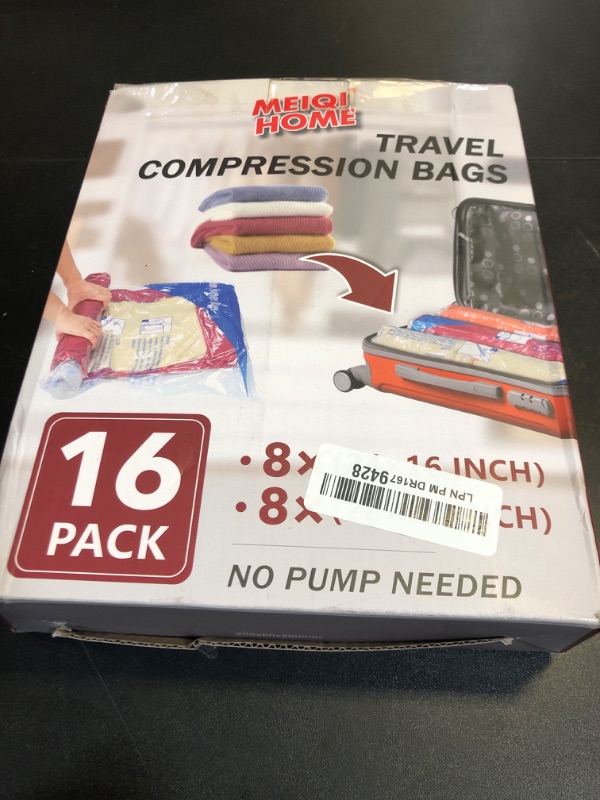 MEIQI
HOME
TRAVEL
COMPRESSION BAGS
16
PACK
•8×( 16 INCH)
•8×( CH)
LPN PM DR1679428
NO PUMP NEEDED